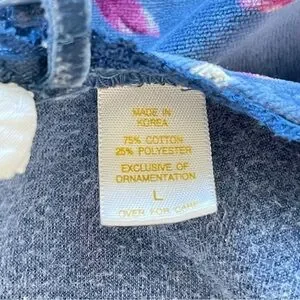 MADE IN
KOREA
75% COTTON
25% POLYESTER
EXCLUSIVE OF
ORNAMENTATION
L
OVER FOR CARE